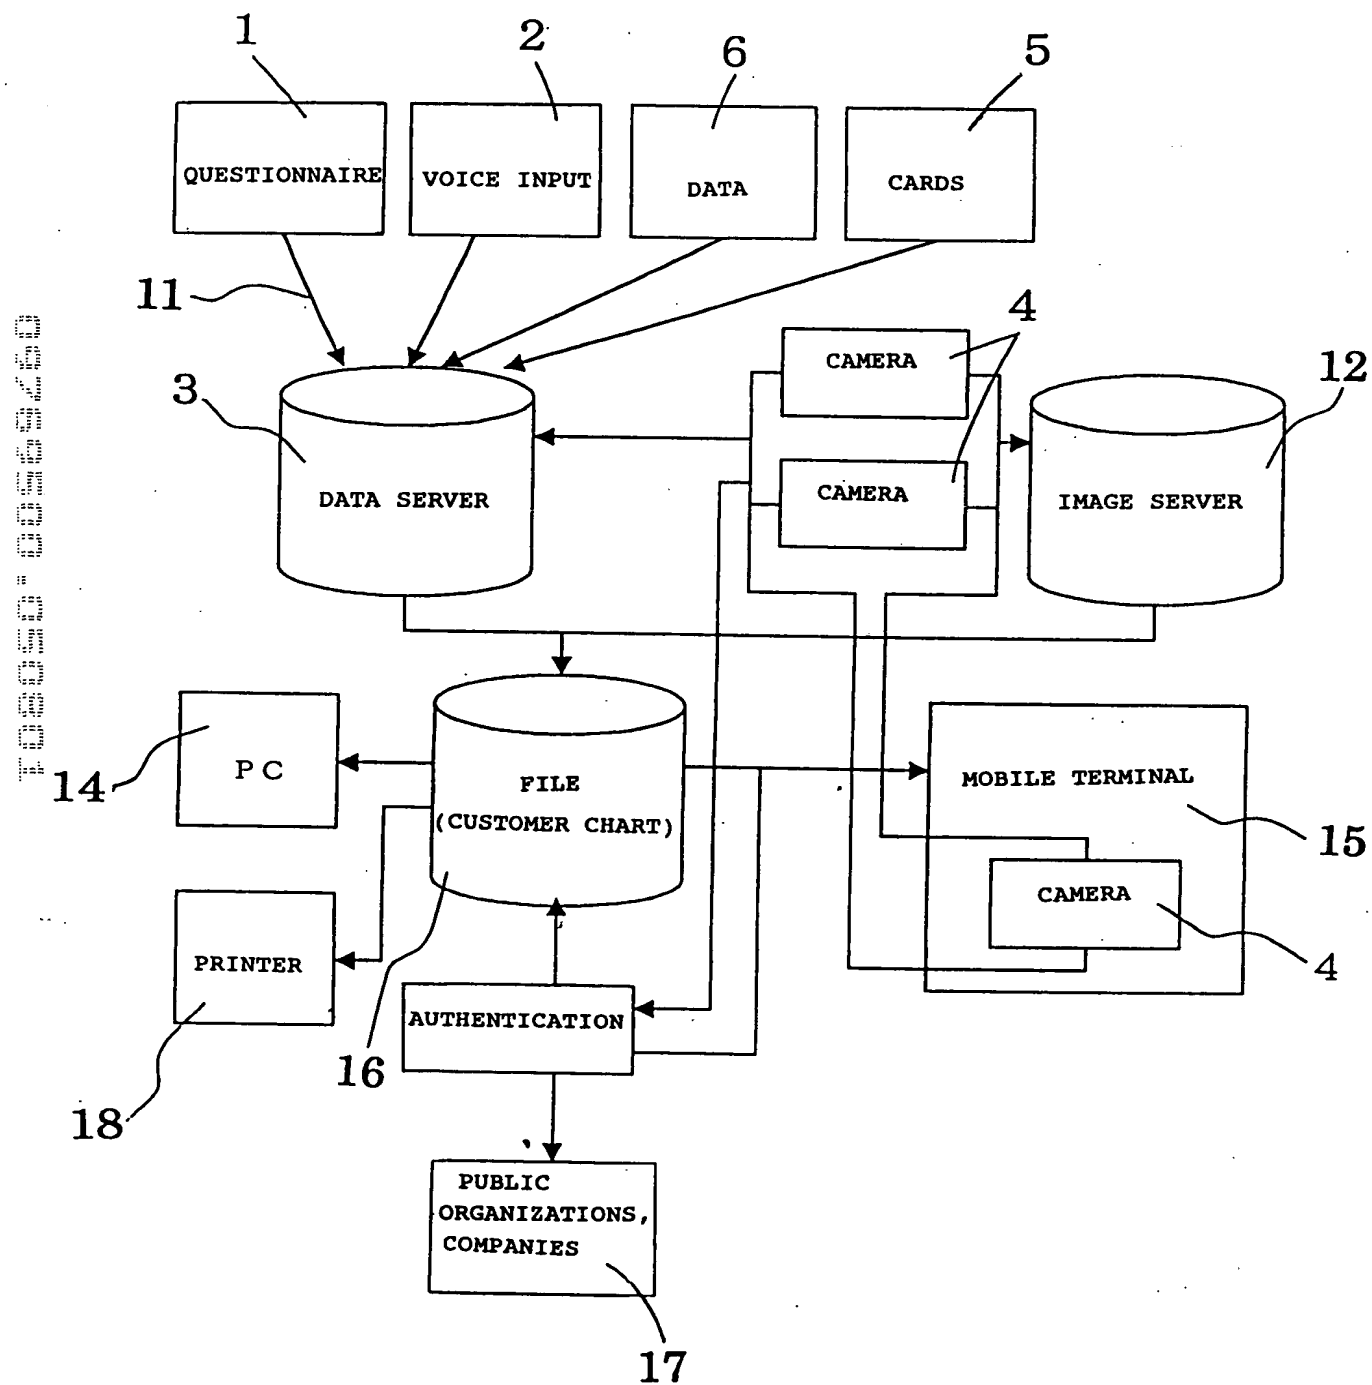 1
2
6
5
QUESTIONNAIRE
VOICE INPUT
DATA
CARDS
11
4
CAMERA
12
3
CAMERA
DATA SERVER
IMAGE SERVER
14
PC
FILE
(CUSTOMER CHART)
MOBILE TERMINAL
15
CAMERA
4
PRINTER
18
16
AUTHENTICATION
PUBLIC
ORGANIZATIONS,
COMPANIES
17